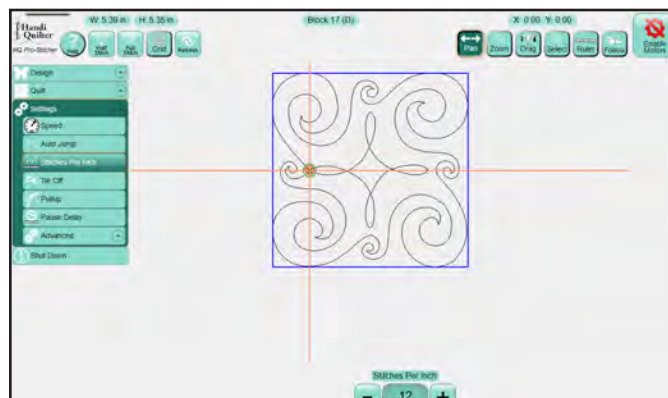 W: 5.39 in H: 5.35 in Block 17 (D) X: 0.00 Y: 0.00
Handi
Quilter
HQ Pro-Stitcher
Help
Half
Stitch
Full
Stitch
Grid
Refresh
Pan
Zoom
Drag
Select
Ruler
Follow
Enable
Motors
Design
Quilt
Settings
Speed
Auto Jump
Stitches Per Inch
Tie Off
Pullup
Pause Delay
Advanced
Shut Down
Stitches Per Inch
- 12 +